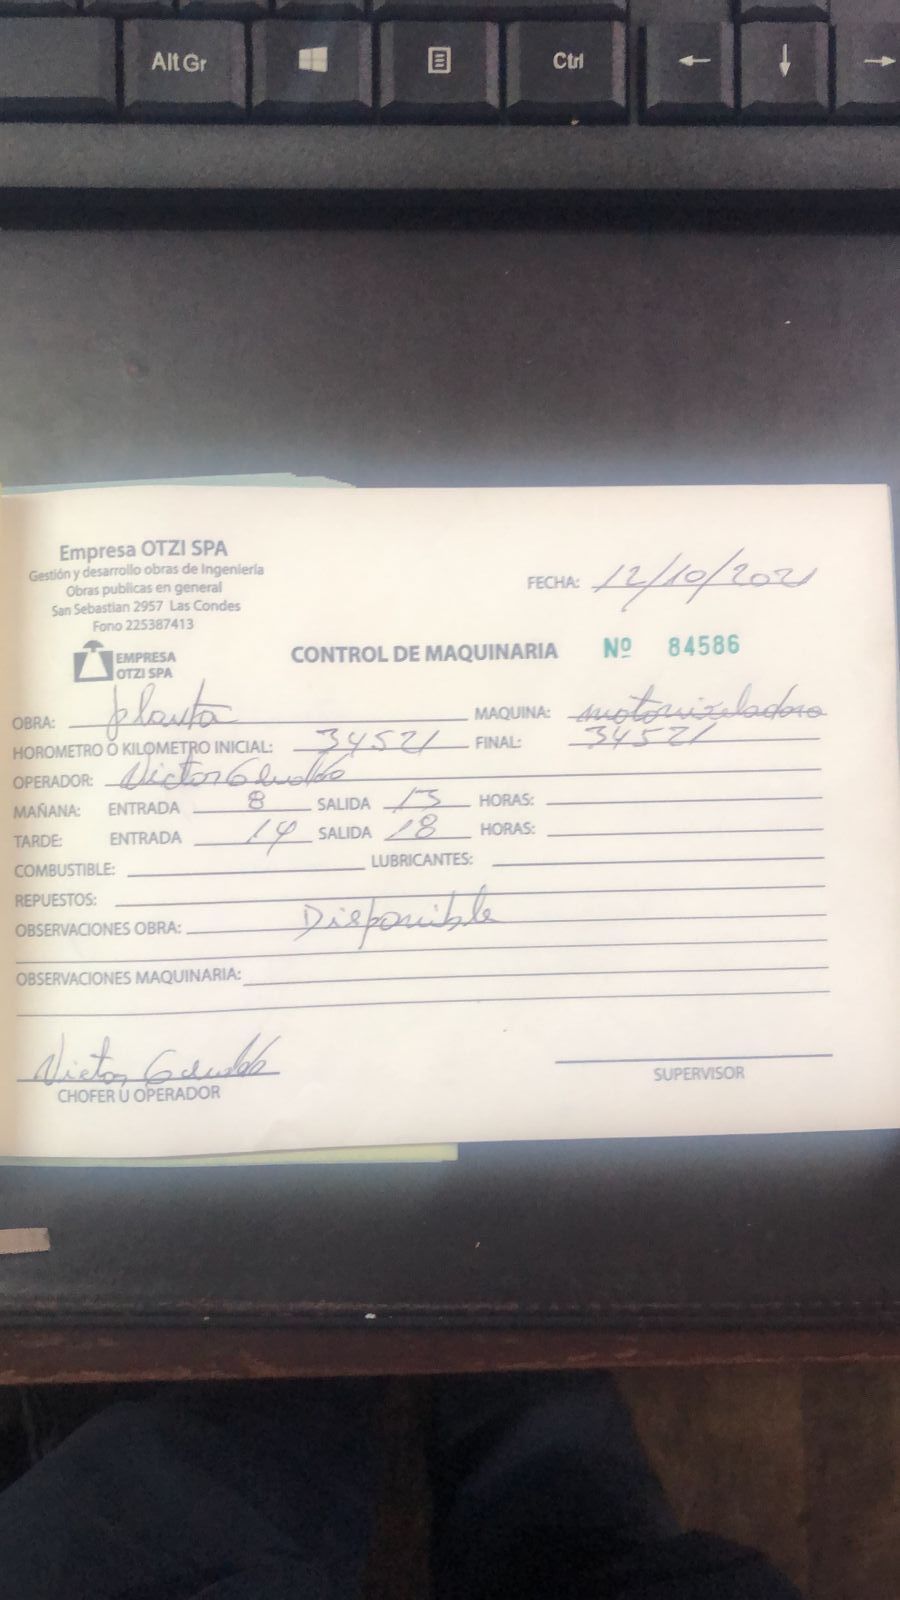 Alt Gr
Ctrl
← ↓ →
Empresa OTZI SPA
Gestión y desarrollo obras de Ingeniería
Obras publicas en general
San Sebastian 2957 Las Condes
Fono 225387413
FECHA: 12/10/2021
EMPRESA
OTZI SPA
CONTROL DE MAQUINARIA Nº 84586
OBRA: planta MAQUINA: motoniveladora
HOROMETRO O KILOMETRO INICIAL: 34521 FINAL: 34521
OPERADOR: Victor
MAÑANA: ENTRADA 8 SALIDA 13 HORAS:
TARDE: ENTRADA 14 SALIDA 18 HORAS:
COMBUSTIBLE: LUBRICANTES:
REPUESTOS:
OBSERVACIONES OBRA: Disponible
OBSERVACIONES MAQUINARIA:
Victor
CHOFER U OPERADOR
SUPERVISOR